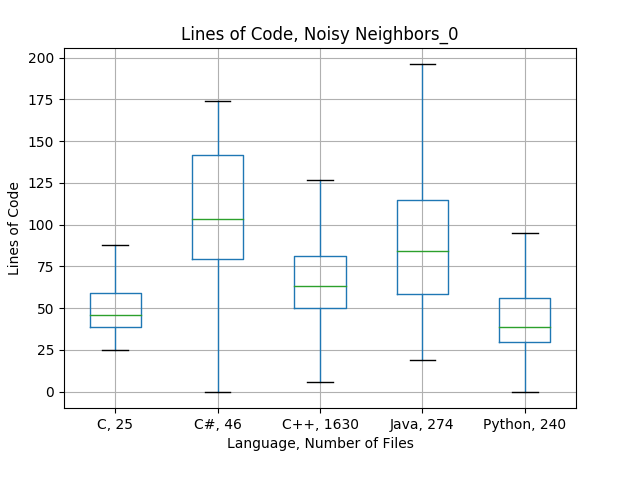 Lines of Code, Noisy Neighbors_0
200
175
150
125
100
75
50
25
0
Lines of Code
C, 25
C#, 46
C++, 1630
Java, 274
Python, 240
Language, Number of Files